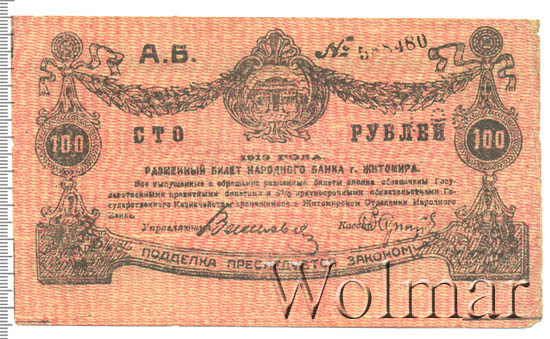 А.Б. №
100 СТО РУБЛЕЙ 100
1919 ГОДА.
РАЗМЕННЫЙ БИЛЕТ НАРОДНОГО БАНКА г. ЖИТОМИРА.
Все выпущенные в обращение разменные билеты вполне обеспечены Госу-
дарственными кредитными билетами и 5% краткосрочными обязательствами Го-
сударственного Казначейства хранящимися в Житомирском Отделении Народного
Банка.
Управляющий Кассир
ПОДДЕЛКА ПРЕСЛЕДУЕТСЯ ЗАКОНОМ
Wolmar